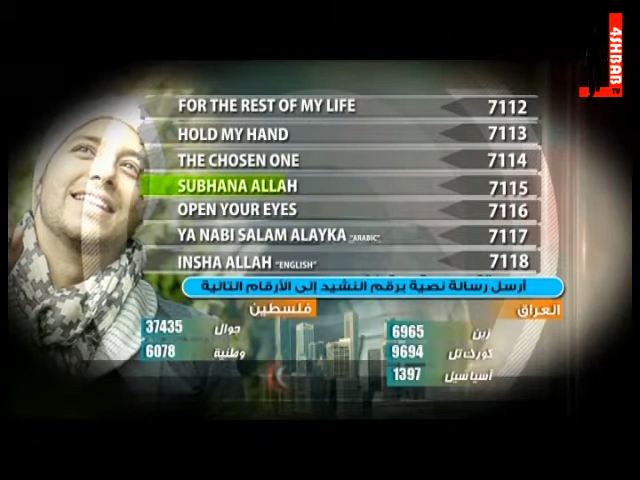 4SHBAB TV
FOR THE REST OF MY LIFE 7112
HOLD MY HAND 7113
THE CHOSEN ONE 7114
SUBHANA ALLAH 7115
OPEN YOUR EYES 7116
YA NABI SALAM ALAYKA "ARABIC" 7117
INSHA ALLAH "ENGLISH" 7118
أرسل رسالة نصية برقم النشيد إلى الأرقام التالية
العراق
زين 6965
كورك تل 9694
أسياسيل 1397
فلسطين
جوال 37435
وطنية 6078